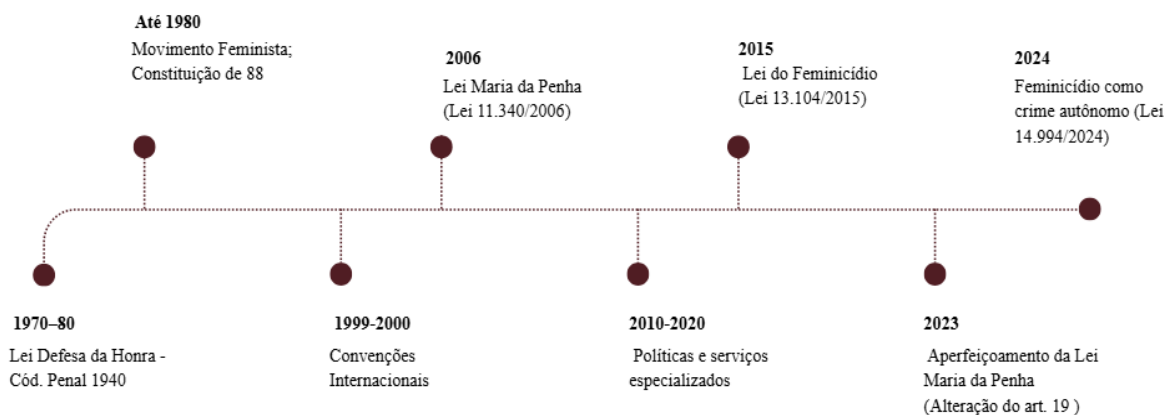 Até 1980
Movimento Feminista;
Constituição de 88
2006
Lei Maria da Penha
(Lei 11.340/2006)
2015
Lei do Feminicídio
(Lei 13.104/2015)
2024
Feminicídio como
crime autônomo (Lei
14.994/2024)
1970–80
Lei Defesa da Honra -
Cód. Penal 1940
1999-2000
Convenções
Internacionais
2010-2020
Políticas e serviços
especializados
2023
Aperfeiçoamento da Lei
Maria da Penha
(Alteração do art. 19 )